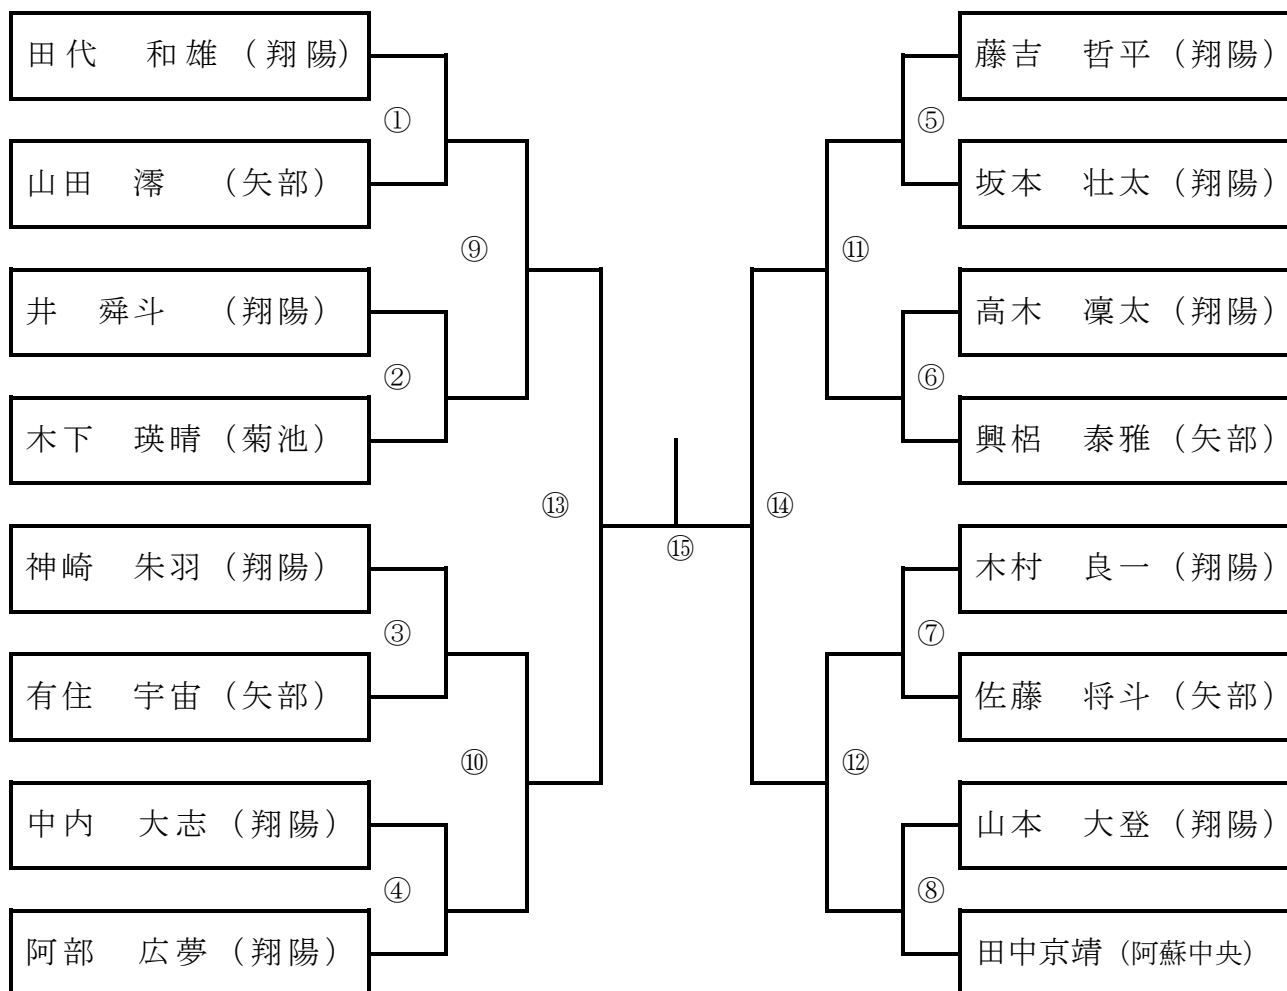 田代　和雄（翔陽）
①
山田　澪　（矢部）
⑨
井　舜斗　（翔陽）
②
木下　瑛晴（菊池）
⑬
神崎　朱羽（翔陽）
③
有住　宇宙（矢部）
⑩
中内　大志（翔陽）
④
阿部　広夢（翔陽）
⑮
藤吉　哲平（翔陽）
⑤
坂本　壮太（翔陽）
⑪
高木　凜太（翔陽）
⑥
興梠　泰雅（矢部）
⑭
木村　良一（翔陽）
⑦
佐藤　将斗（矢部）
⑫
山本　大登（翔陽）
⑧
田中京靖（阿蘇中央）